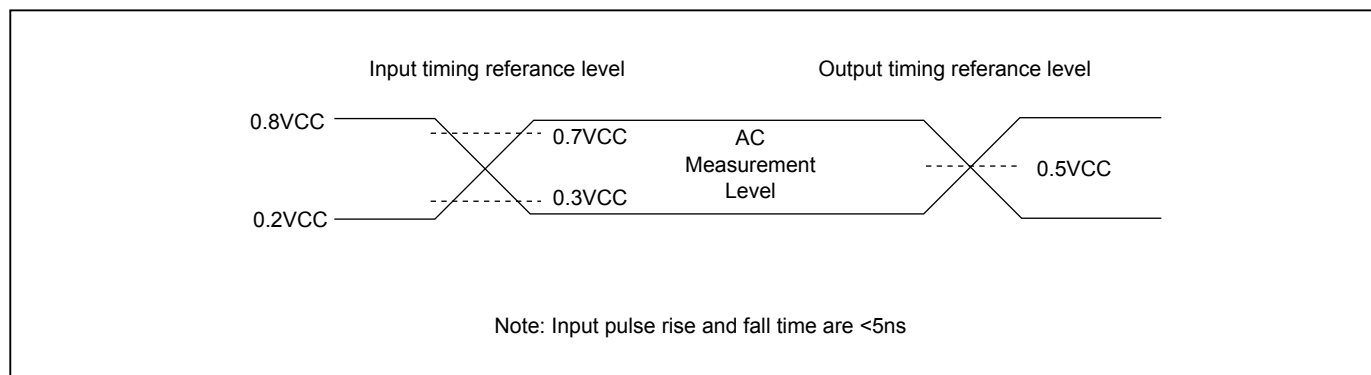 Input timing referance level
Output timing referance level
0.8VCC
0.7VCC
AC
Measurement
Level
0.5VCC
0.3VCC
0.2VCC
Note: Input pulse rise and fall time are <5ns